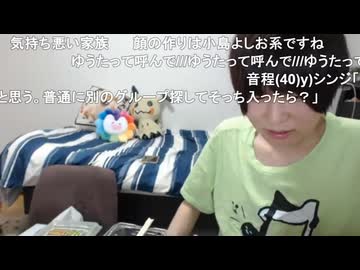 気持ち悪い家族　　顔の作りは小島よしお系ですね
ゆうたって呼んで///ゆうたって呼んで///ゆうたって
音程(40)y)シンジ「
と思う。普通に別のグループ探してそっち入ったら？」